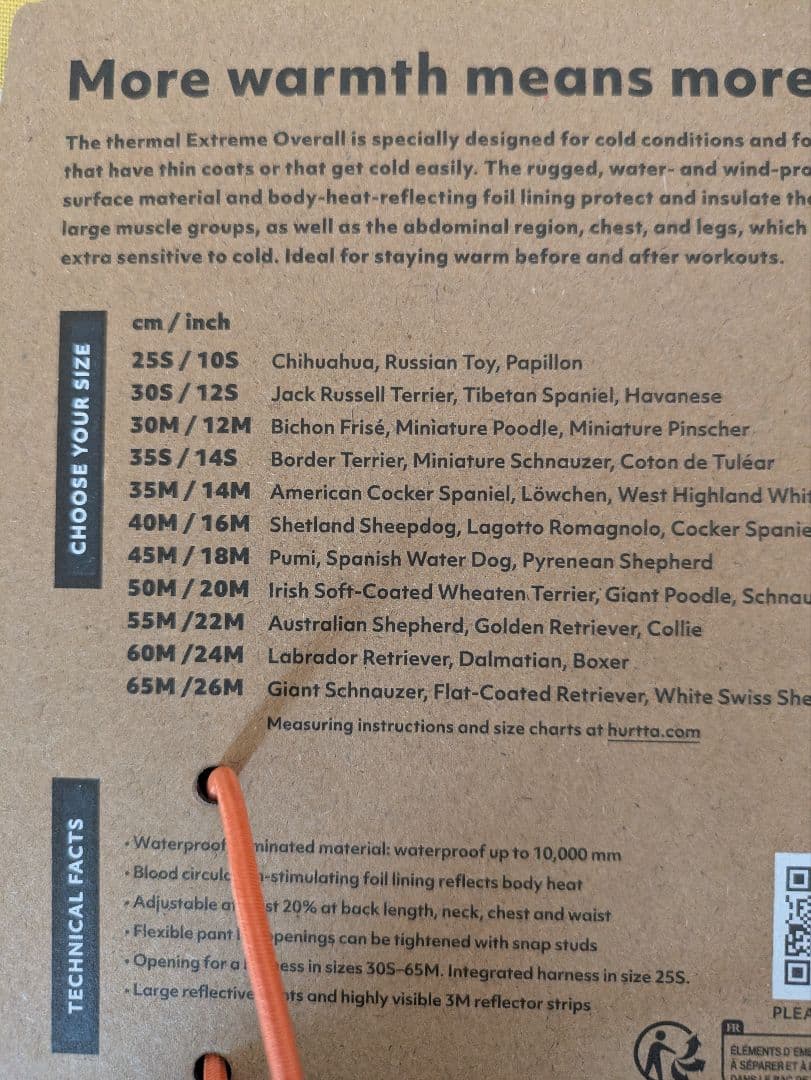 More warmth means more
The thermal Extreme Overall is specially designed for cold conditions and fo
that have thin coats or that get cold easily. The rugged, water- and wind-pro
surface material and body-heat-reflecting foil lining protect and insulate the
large muscle groups, as well as the abdominal region, chest, and legs, which
extra sensitive to cold. Ideal for staying warm before and after workouts.
CHOOSE YOUR SIZE
cm / inch
25S / 10S Chihuahua, Russian Toy, Papillon
30S / 12S Jack Russell Terrier, Tibetan Spaniel, Havanese
30M / 12M Bichon Frisé, Miniature Poodle, Miniature Pinscher
35S / 14S Border Terrier, Miniature Schnauzer, Coton de Tuléar
35M / 14M American Cocker Spaniel, Löwchen, West Highland Whit
40M / 16M Shetland Sheepdog, Lagotto Romagnolo, Cocker Spanie
45M / 18M Pumi, Spanish Water Dog, Pyrenean Shepherd
50M / 20M Irish Soft-Coated Wheaten Terrier, Giant Poodle, Schnau
55M /22M Australian Shepherd, Golden Retriever, Collie
60M /24M Labrador Retriever, Dalmatian, Boxer
65M /26M Giant Schnauzer, Flat-Coated Retriever, White Swiss She
Measuring instructions and size charts at hurtta.com
TECHNICAL FACTS
• Waterproof minated material: waterproof up to 10,000 mm
• Blood circula n-stimulating foil lining reflects body heat
• Adjustable a st 20% at back length, neck, chest and waist
• Flexible pant penings can be tightened with snap studs
• Opening for a ess in sizes 30S–65M. Integrated harness in size 25S.
• Large reflective ts and highly visible 3M reflector strips
PLEA
FR
ÉLÉMENTS D'EM
À SÉPARER ET À
DANS LE BAC DE